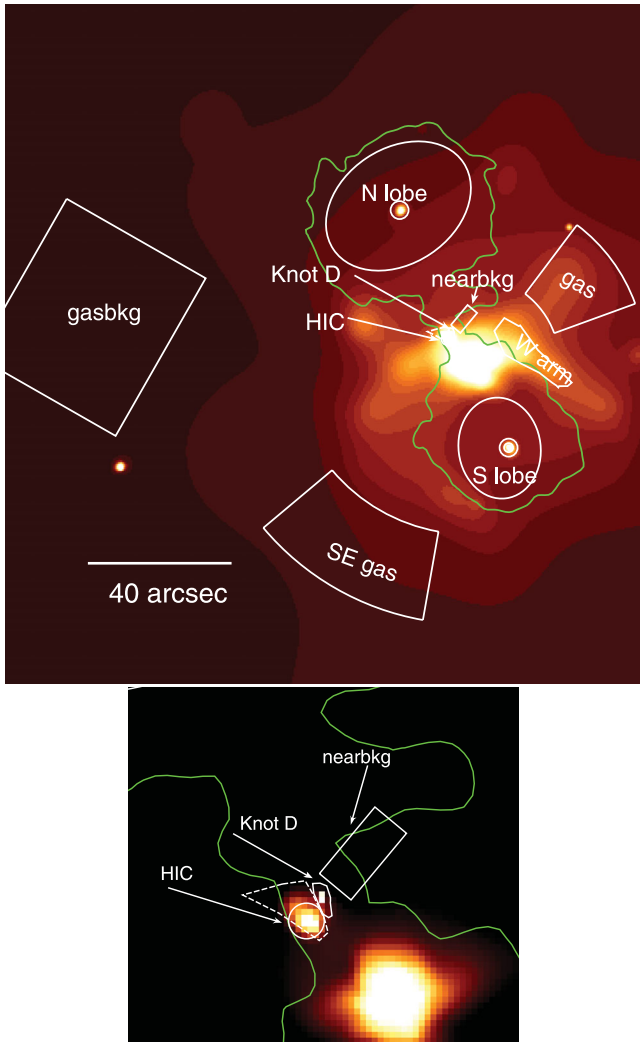 N lobe
Knot D
nearbkg
gas
gasbkg
HIC
W arm
S lobe
SE gas
40 arcsec
nearbkg
Knot D
HIC